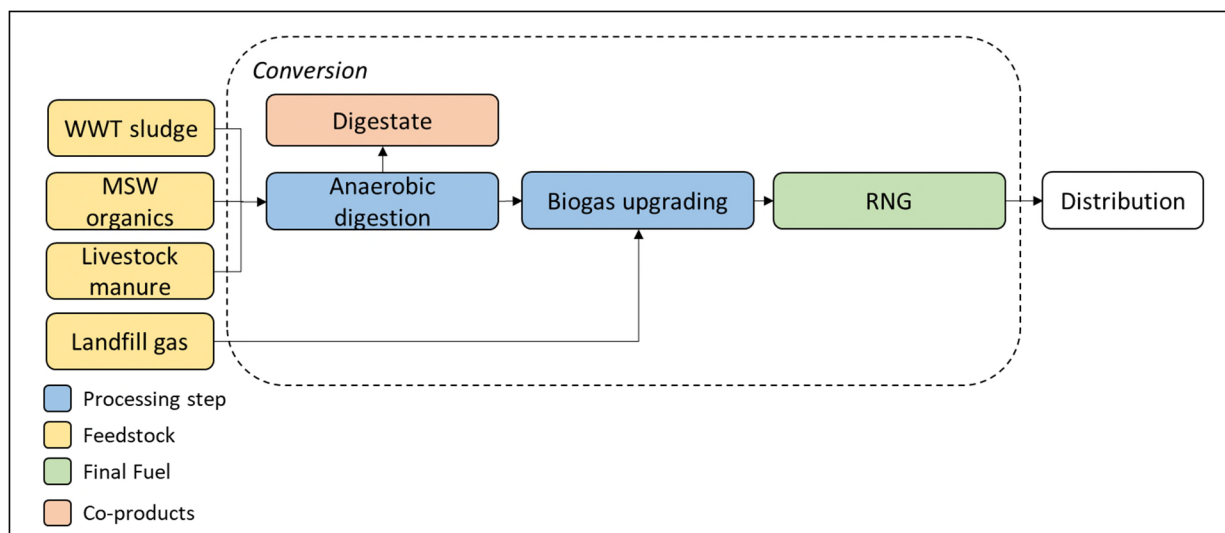 Conversion
WWT sludge
Digestate
MSW
organics
Anaerobic
digestion
Biogas upgrading
RNG
Distribution
Livestock
manure
Landfill gas
Processing step
Feedstock
Final Fuel
Co-products